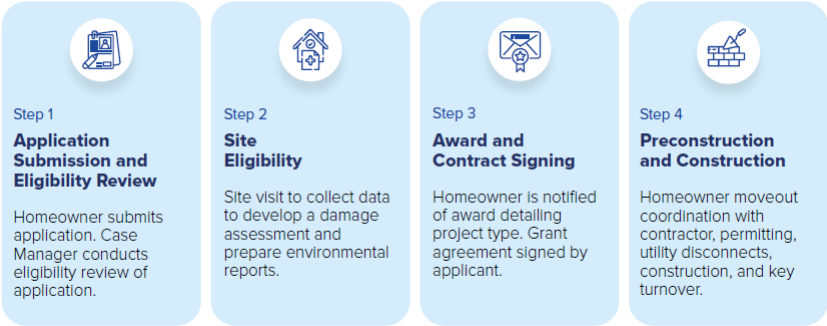 Step 1
Application
Submission and
Eligibility Review
Homeowner submits
application. Case
Manager conducts
eligibility review of
application.
Step 2
Site
Eligibility
Site visit to collect data
to develop a damage
assessment and
prepare environmental
reports.
Step 3
Award and
Contract Signing
Homeowner is notified
of award detailing
project type. Grant
agreement signed by
applicant.
Step 4
Preconstruction
and Construction
Homeowner moveout
coordination with
contractor, permitting,
utility disconnects,
construction, and key
turnover.